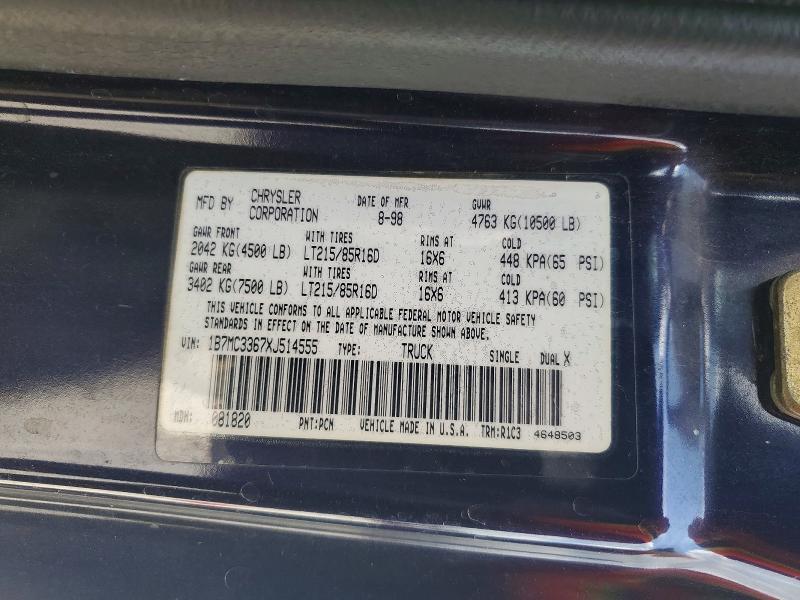 MFD BY CHRYSLER CORPORATION DATE OF MFR 8-98 GVWR 4763 KG(10500 LB)
GAWR FRONT WITH TIRES RIMS AT COLD
2042 KG(4500 LB) LT215/85R16D 16X6 448 KPA(65 PSI)
GAWR REAR WITH TIRES RIMS AT COLD
3402 KG(7500 LB) LT215/85R16D 16X6 413 KPA(60 PSI)
THIS VEHICLE CONFORMS TO ALL APPLICABLE FEDERAL MOTOR VEHICLE SAFETY
STANDARDS IN EFFECT ON THE DATE OF MANUFACTURE SHOWN ABOVE.
VIN: 1B7MC3367XJ514555 TYPE: TRUCK SINGLE DUAL X
MDH: 081820 PNT:PCN VEHICLE MADE IN U.S.A. TRM:R1C3 4648503